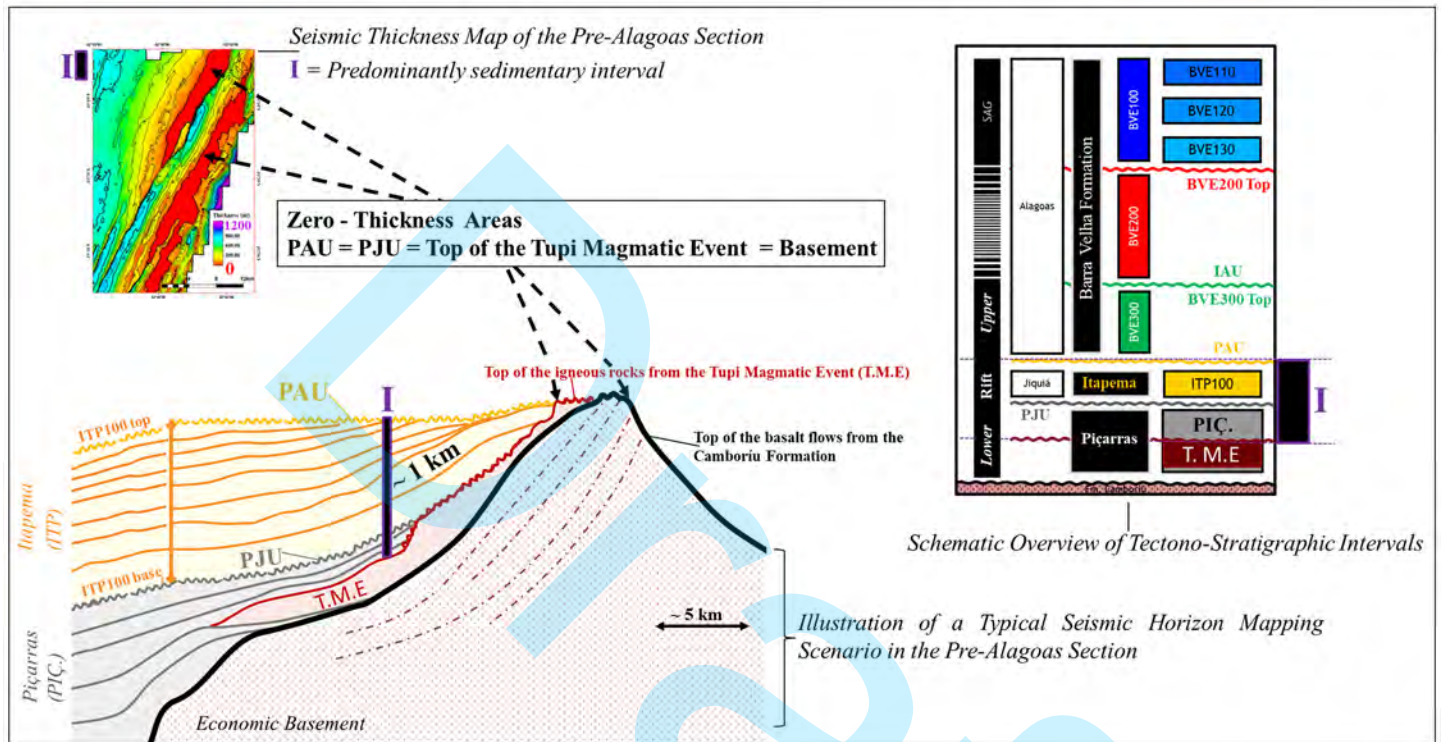 Seismic Thickness Map of the Pre-Alagoas Section
I = Predominantly sedimentary interval
I
Thickness (m)
1200
0
Zero - Thickness Areas
PAU = PJU = Top of the Tupi Magmatic Event = Basement
Top of the igneous rocks from the Tupi Magmatic Event (T.M.E)
PAU
I
ITP100 top
~ 1 km
Top of the basalt flows from the
Camboríu Formation
Itapema
(ITP)
PJU
ITP100 base
T.M.E
Piçarras
(PIÇ.)
~ 5 km
Economic Basement
Illustration of a Typical Seismic Horizon Mapping
Scenario in the Pre-Alagoas Section
SAG
Upper
Rift
Lower
Alagoas
Jiquiá
Barra Velha Formation
Itapema
Piçarras
BVE100
BVE200
BVE300
BVE110
BVE120
BVE130
BVE200 Top
IAU
BVE300 Top
PAU
ITP100
PJU
PIÇ.
T. M.E
I
Schematic Overview of Tectono-Stratigraphic Intervals